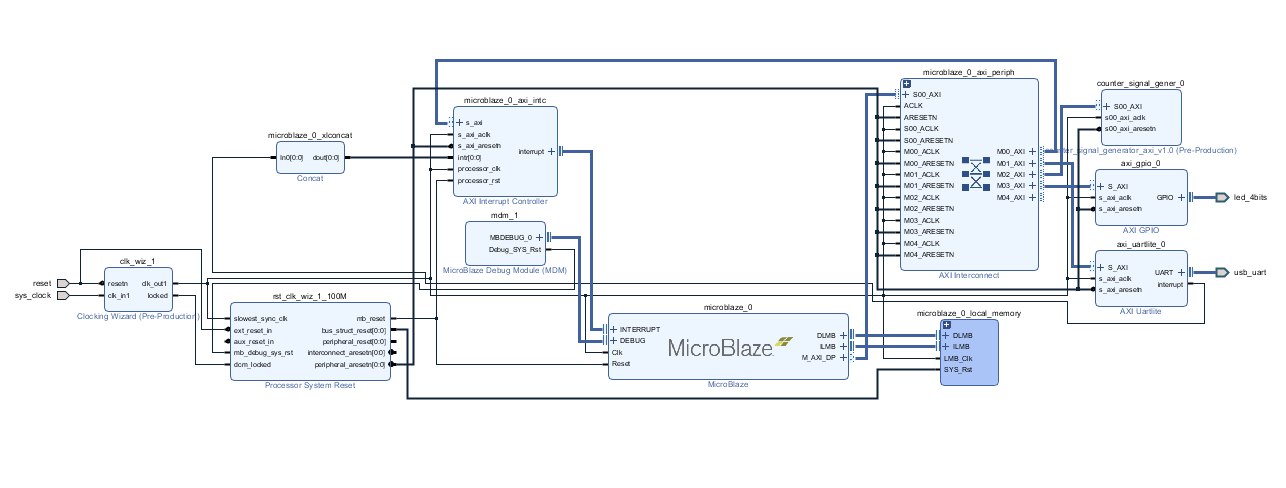 reset
sys_clock
clk_wiz_1
resetn
clk_in1
clk_out1
locked
Clocking Wizard (Pre-Production)
microblaze_0_xlconcat
In0[0:0]
dout[0:0]
Concat
rst_clk_wiz_1_100M
slowest_sync_clk
ext_reset_in
aux_reset_in
mb_debug_sys_rst
dcm_locked
mb_reset
bus_struct_reset[0:0]
peripheral_reset[0:0]
interconnect_aresetn[0:0]
peripheral_aresetn[0:0]
Processor System Reset
microblaze_0_axi_intc
s_axi
s_axi_aclk
s_axi_aresetn
intr[0:0]
processor_clk
processor_rst
interrupt
AXI Interrupt Controller
mdm_1
MBDEBUG_0
Debug_SYS_Rst
MicroBlaze Debug Module (MDM)
microblaze_0
INTERRUPT
DEBUG
Clk
Reset
MicroBlaze
DLMB
ILMB
M_AXI_DP
MicroBlaze
microblaze_0_axi_periph
S00_AXI
ACLK
ARESETN
S00_ACLK
S00_ARESETN
M00_ACLK
M00_ARESETN
M01_ACLK
M01_ARESETN
M02_ACLK
M02_ARESETN
M03_ACLK
M03_ARESETN
M04_ACLK
M04_ARESETN
M00_AXI
M01_AXI
M02_AXI
M03_AXI
M04_AXI
AXI Interconnect
microblaze_0_local_memory
DLMB
ILMB
LMB_Clk
SYS_Rst
counter_signal_gener_0
S00_AXI
s00_axi_aclk
s00_axi_aresetn
counter_signal_generator_axi_v1.0 (Pre-Production)
axi_gpio_0
S_AXI
s_axi_aclk
s_axi_aresetn
GPIO
AXI GPIO
led_4bits
axi_uartlite_0
S_AXI
s_axi_aclk
s_axi_aresetn
UART
interrupt
AXI Uartlite
usb_uart